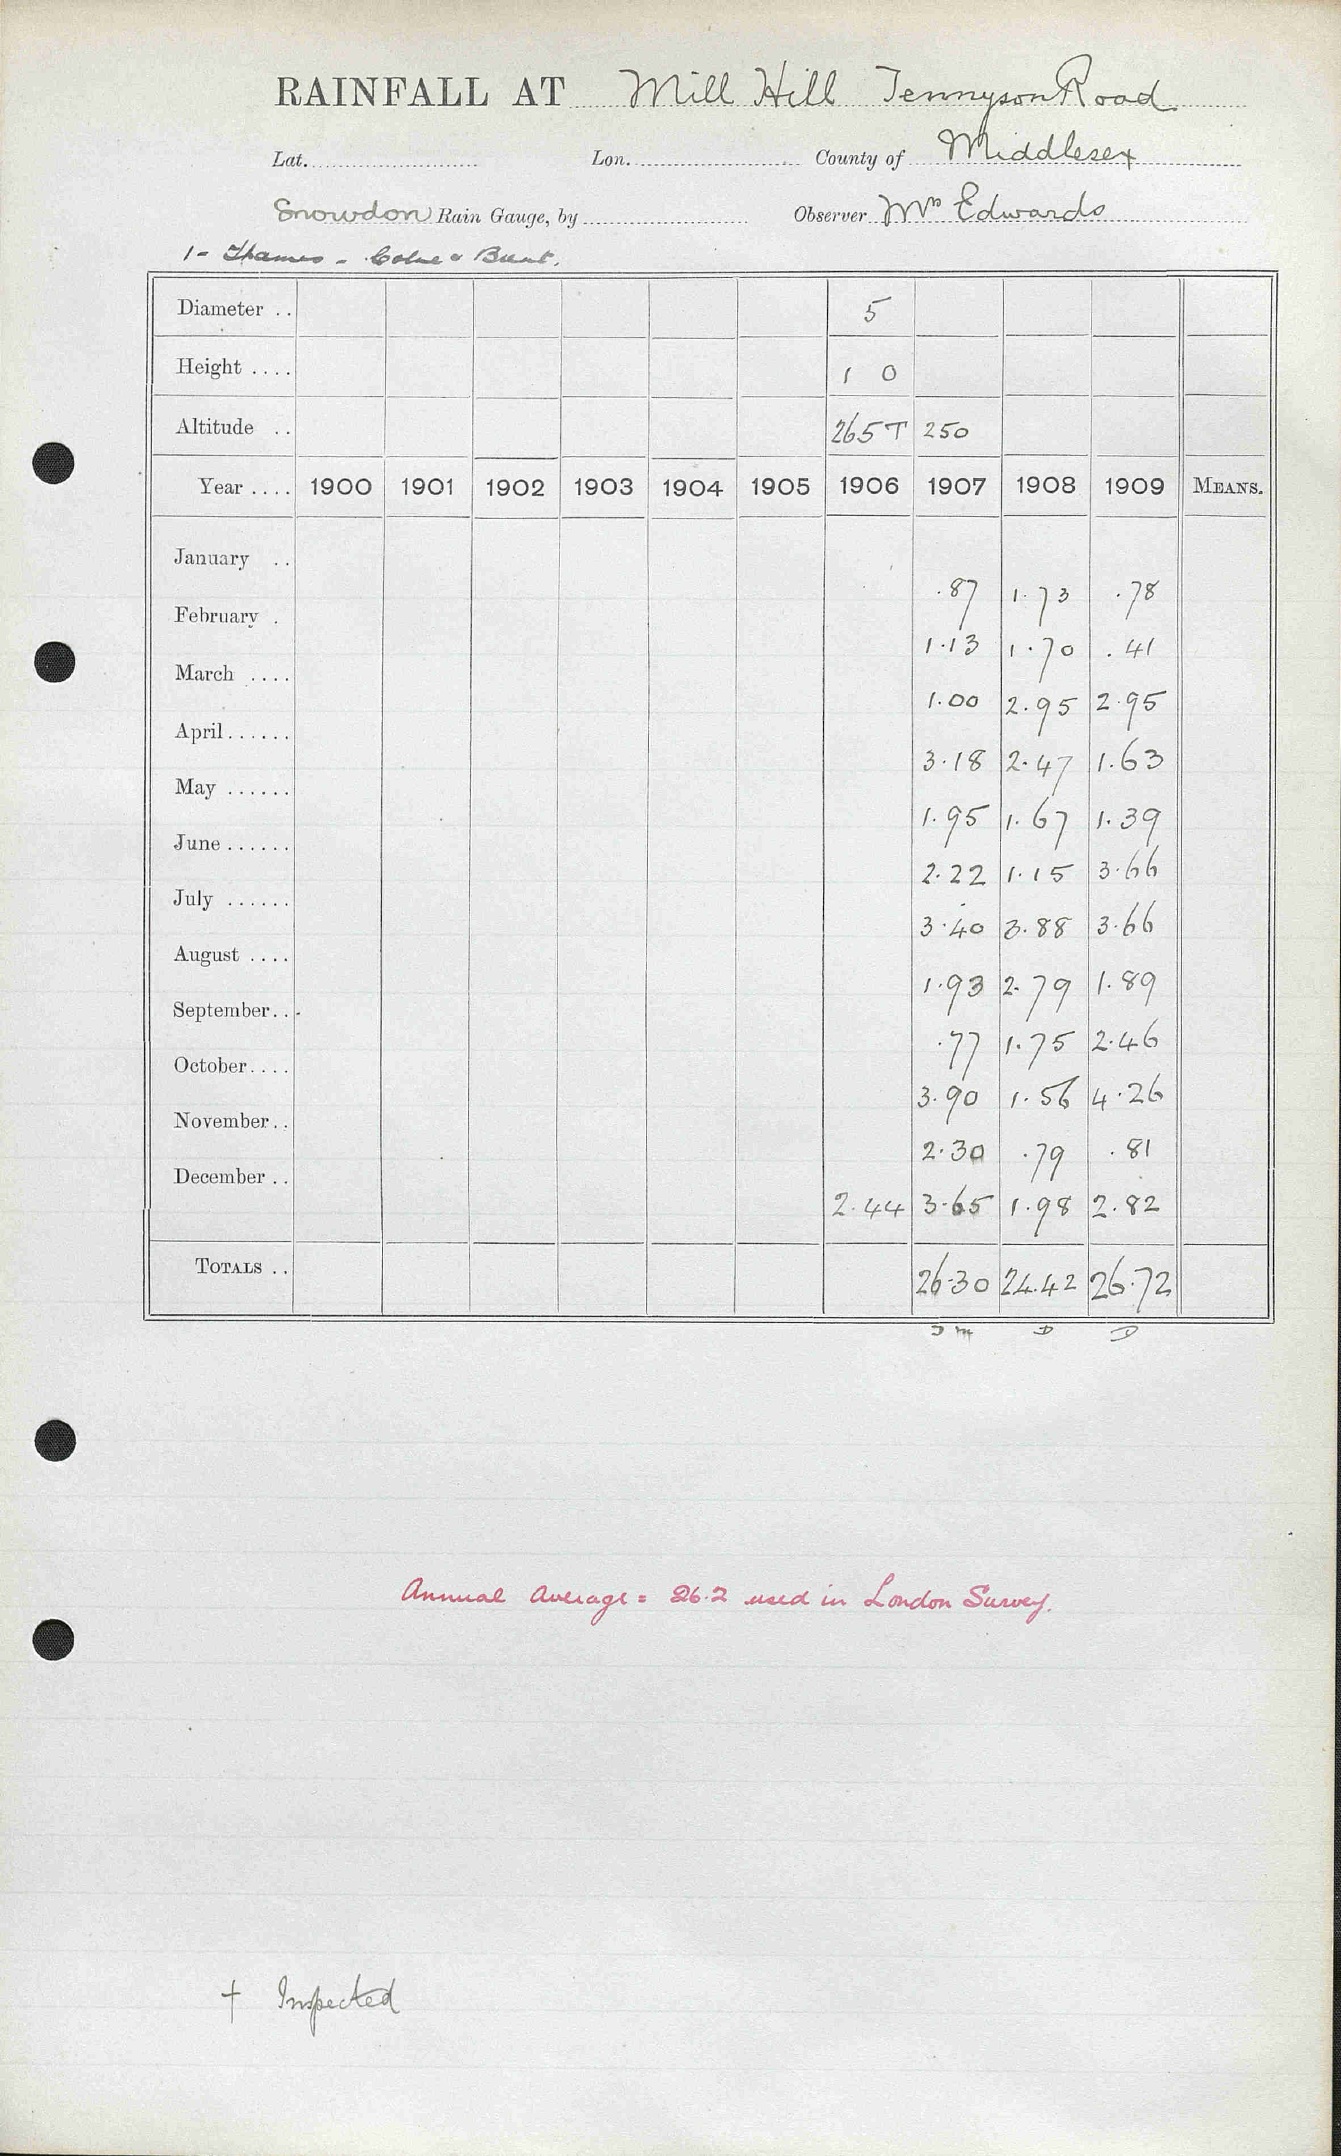 RAINFALL AT Mill Hill Tennyson Road
Lat. Lon. County of Middlesex
Snowdon Rain Gauge, by Observer Mrs Edwards
1 - Thames - Colne & Brent.
Diameter .. 5
Height .... 1 0
Altitude .. 265T 250
Year .... 1900 1901 1902 1903 1904 1905 1906 1907 1908 1909 MEANS.
January .. .87 1.73 .78
February . 1.13 1.70 .41
March .... 1.00 2.95 2.95
April...... 3.18 2.47 1.63
May ...... 1.95 1.67 1.39
June ...... 2.22 1.15 3.66
July ...... 3.40 3.88 3.66
August .... 1.93 2.79 1.89
September... .77 1.75 2.46
October.... 3.90 1.56 4.26
November.. 2.30 .79 .81
December .. 2.44 3.65 1.98 2.82
TOTALS .. 26.30 24.42 26.72
D m D D
Annual Average = 26.2 used in London Survey.
† Inspected